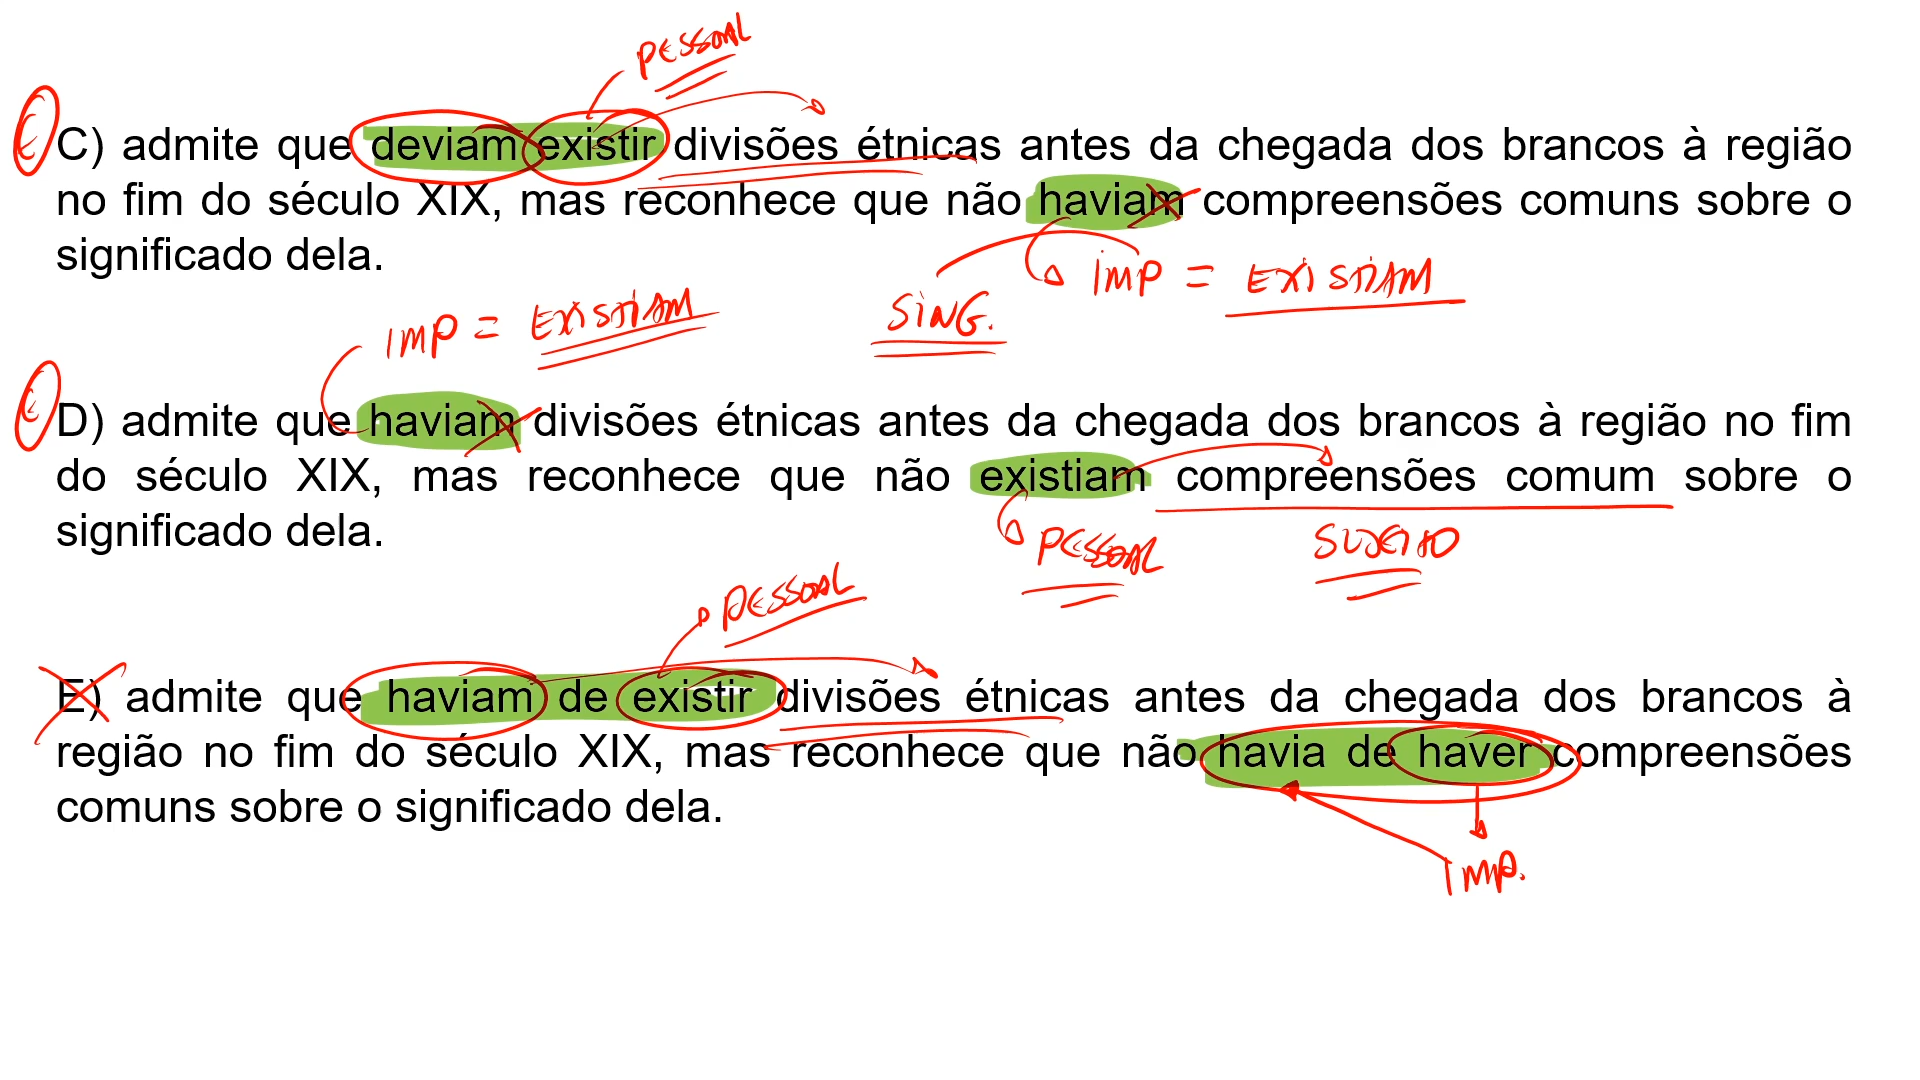 PESSOAL
E C) admite que deviam existir divisões étnicas antes da chegada dos brancos à região
no fim do século XIX, mas reconhece que não haviam compreensões comuns sobre o
significado dela.
IMP = EXISTIAM
SING.
IMP = EXISTIAM
E D) admite que haviam divisões étnicas antes da chegada dos brancos à região no fim
do século XIX, mas reconhece que não existiam compreensões comum sobre o
significado dela.
PESSOAL
SUJEITO
PESSOAL
E) admite que haviam de existir divisões étnicas antes da chegada dos brancos à
região no fim do século XIX, mas reconhece que não havia de haver compreensões
comuns sobre o significado dela.
IMP.